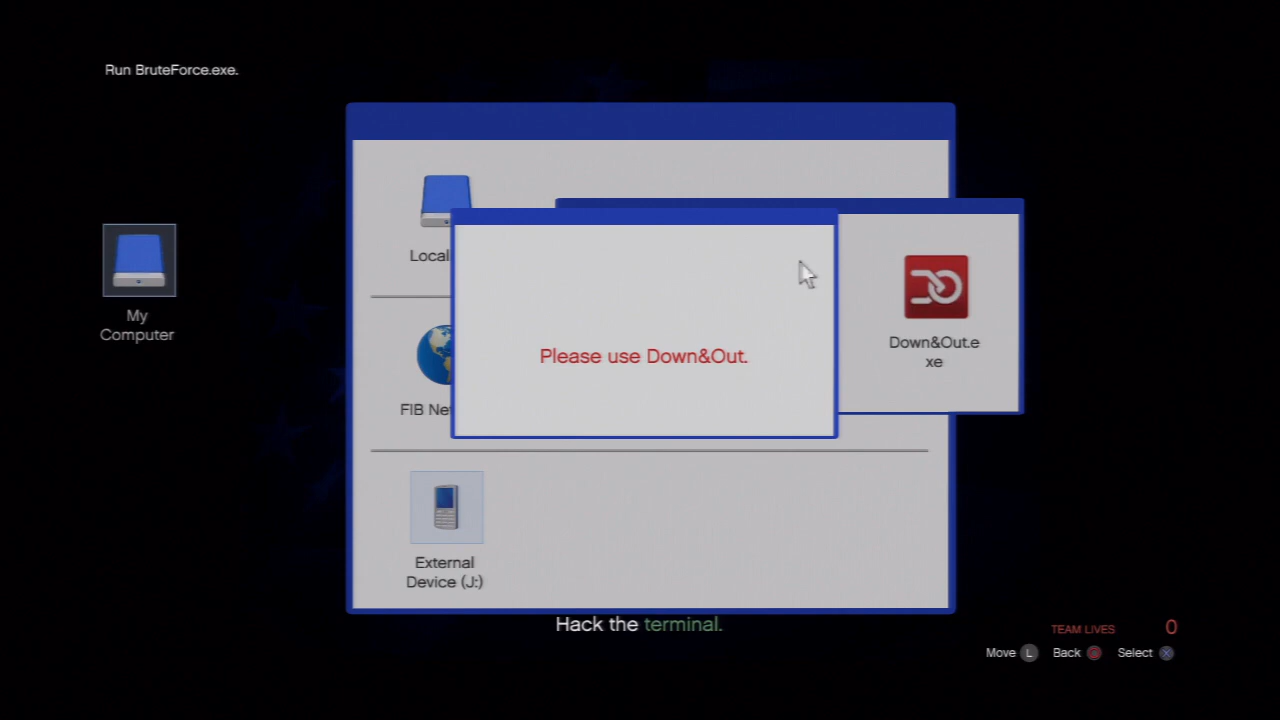 Run BruteForce.exe.
My
Computer
Local
FIB Ne
External
Device (J:)
Please use Down&Out.
Down&Out.e
xe
Hack the terminal.
TEAM LIVES 0
Move L Back Select